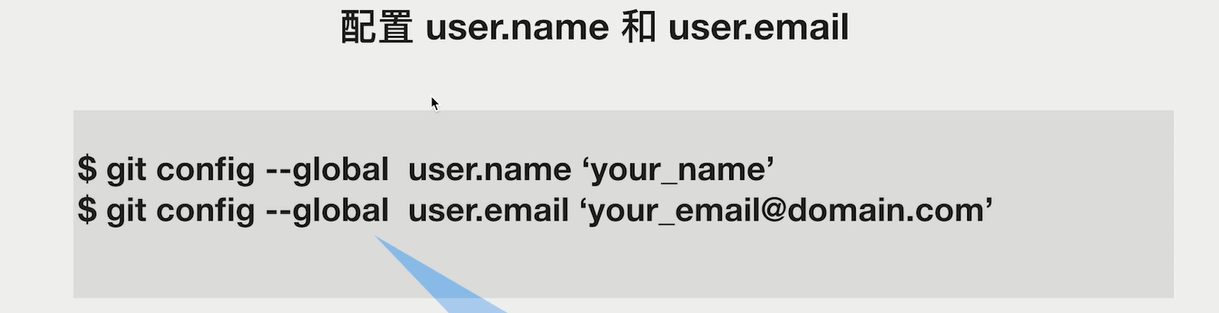 配置 user.name 和 user.email
$ git config --global  user.name ‘your_name’
$ git config --global  user.email ‘your_email@domain.com’